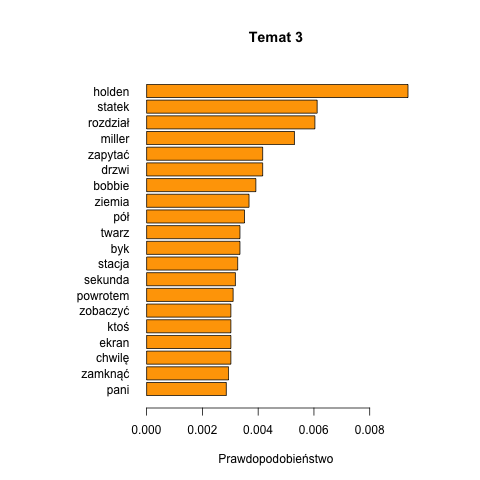 Temat 3
holden
statek
rozdział
miller
zapytać
drzwi
bobbie
ziemia
pół
twarz
byk
stacja
sekunda
powrotem
zobaczyć
ktoś
ekran
chwilę
zamknąć
pani
0.000 0.002 0.004 0.006 0.008
Prawdopodobieństwo